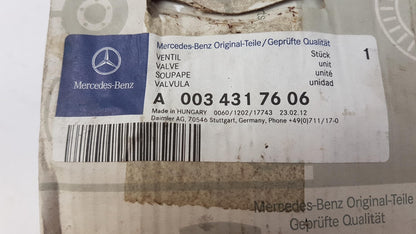 Mercedes-Benz Original-Teile/Geprüfte Qualität
VENTIL Stück 1
VALVE unit
SOUPAPE unité
VALVULA unidad
Mercedes-Benz
A 003 431 76 06
Made in HUNGARY 0060/1202/17743 23.02.12
Daimler AG, 70546 Stuttgart, Germany, Phone +49(0)711/17-0
Mercedes-Benz Original-Teile
Geprüfte Qualität